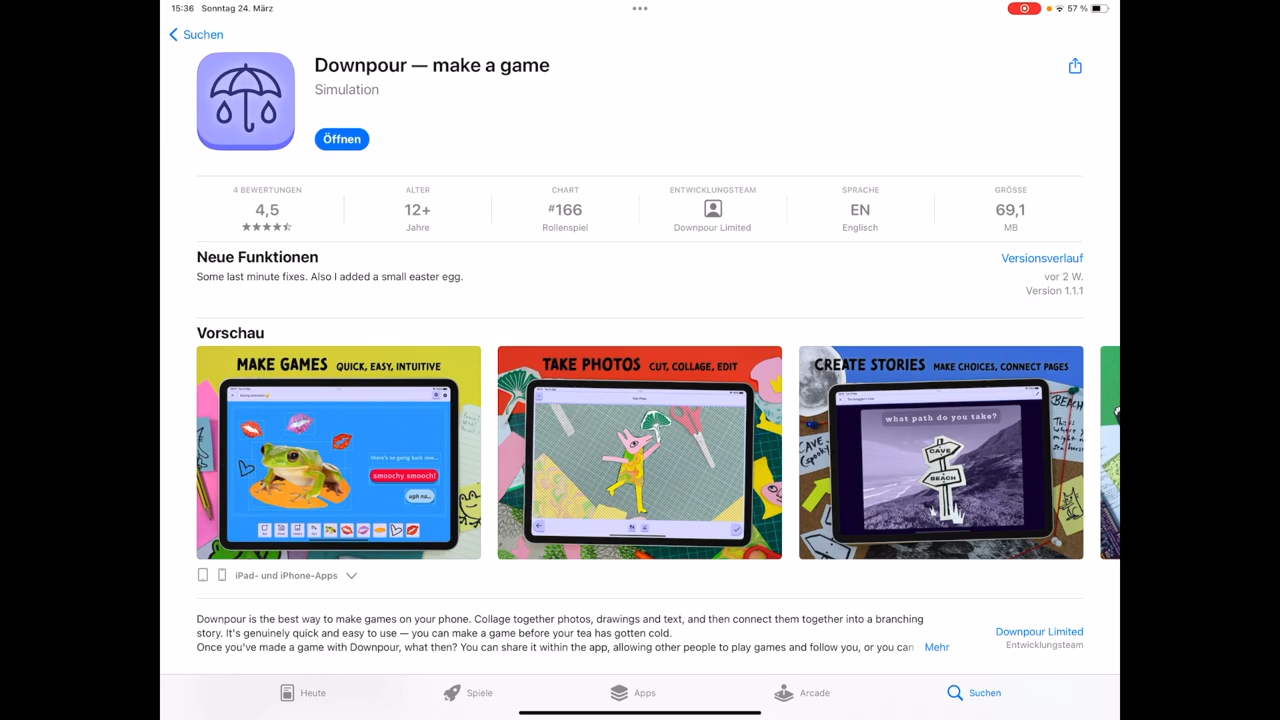 15:36 Sonntag 24. März
57 %
Suchen
Downpour — make a game
Simulation
Öffnen
4 BEWERTUNGEN
4,5
ALTER
12+
Jahre
CHART
#166
Rollenspiel
ENTWICKLUNGSTEAM
Downpour Limited
SPRACHE
EN
Englisch
GRÖSSE
69,1
MB
Neue Funktionen
Versionsverlauf
Some last minute fixes. Also I added a small easter egg.
vor 2 W.
Version 1.1.1
Vorschau
MAKE GAMES QUICK, EASY, INTUITIVE
there's no going back now...
smoochy smooch!
ugh no...
TAKE PHOTOS CUT, COLLAGE, EDIT
CREATE STORIES MAKE CHOICES, CONNECT PAGES
what path do you take?
CAVE
BEACH
CAVE
BEACH
iPad- und iPhone-Apps
Downpour is the best way to make games on your phone. Collage together photos, drawings and text, and then connect them together into a branching
story. It's genuinely quick and easy to use — you can make a game before your tea has gotten cold.
Once you've made a game with Downpour, what then? You can share it within the app, allowing other people to play games and follow you, or you can
Mehr
Downpour Limited
Entwicklungsteam
Heute
Spiele
Apps
Arcade
Suchen